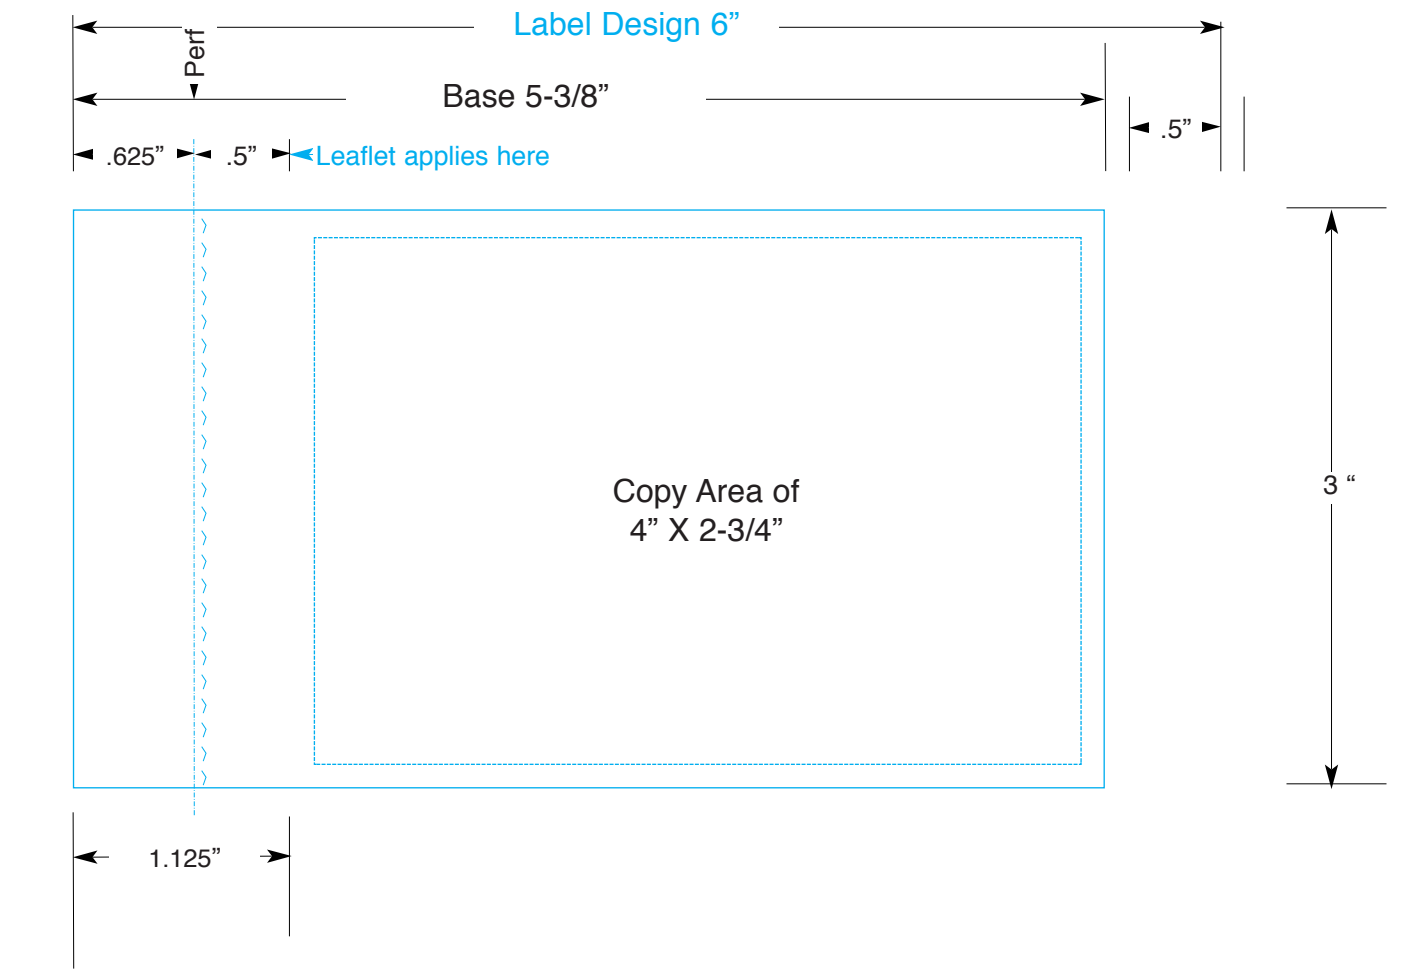 Label Design 6”
Perf
Base 5-3/8”
.5”
.625”
.5”
Leaflet applies here
Copy Area of
4” X 2-3/4”
3 “
1.125”